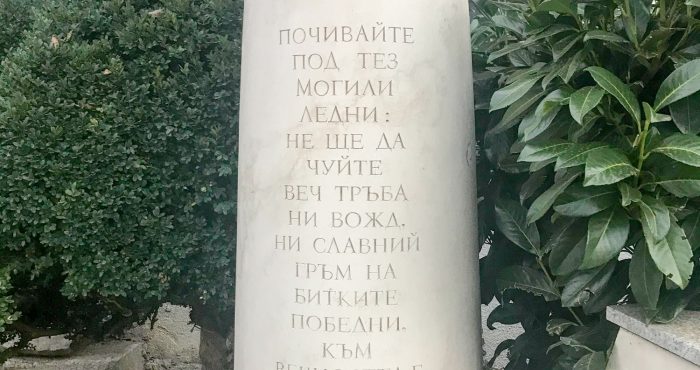 ПОЧИВАЙТЕ
ПОД ТЕЗ
МОГИЛИ
ЛЕДНИ:
НЕ ЩЕ ДА
ЧУЙТЕ
ВЕЧ ТРЪБА
НИ ВОЖД,
НИ СЛАВНИЙ
ГРЪМ НА
БИТКИТЕ
ПОБЕДНИ,
КЪМ